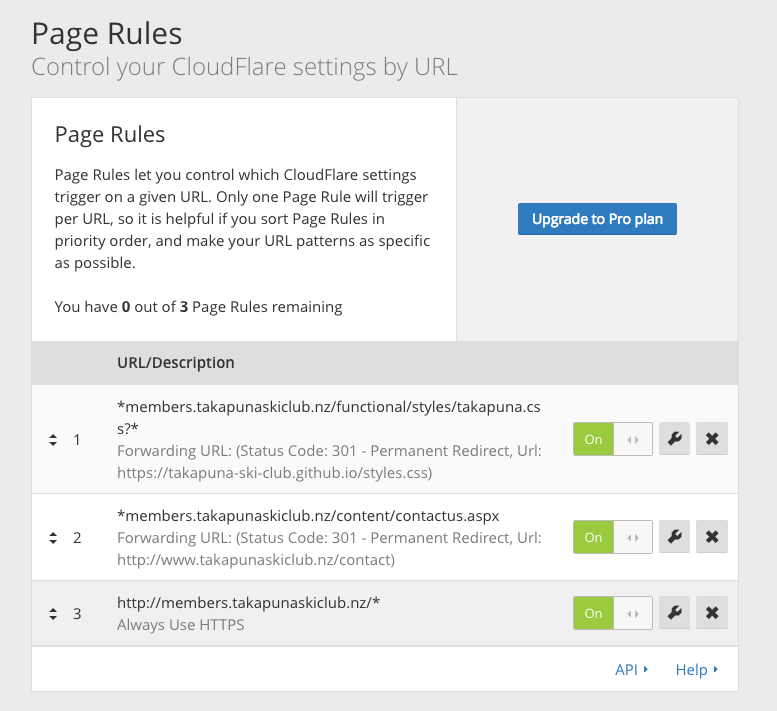 Page Rules
Control your CloudFlare settings by URL
Page Rules
Page Rules let you control which CloudFlare settings
trigger on a given URL. Only one Page Rule will trigger
per URL, so it is helpful if you sort Page Rules in
priority order, and make your URL patterns as specific
as possible.
You have 0 out of 3 Page Rules remaining
Upgrade to Pro plan
URL/Description
1
*members.takapunaskiclub.nz/functional/styles/takapuna.cs
s?*
Forwarding URL: (Status Code: 301 - Permanent Redirect, Url:
https://takapuna-ski-club.github.io/styles.css)
On
2
*members.takapunaskiclub.nz/content/contactus.aspx
Forwarding URL: (Status Code: 301 - Permanent Redirect, Url:
http://www.takapunaskiclub.nz/contact)
On
3
http://members.takapunaskiclub.nz/*
Always Use HTTPS
On
API
Help